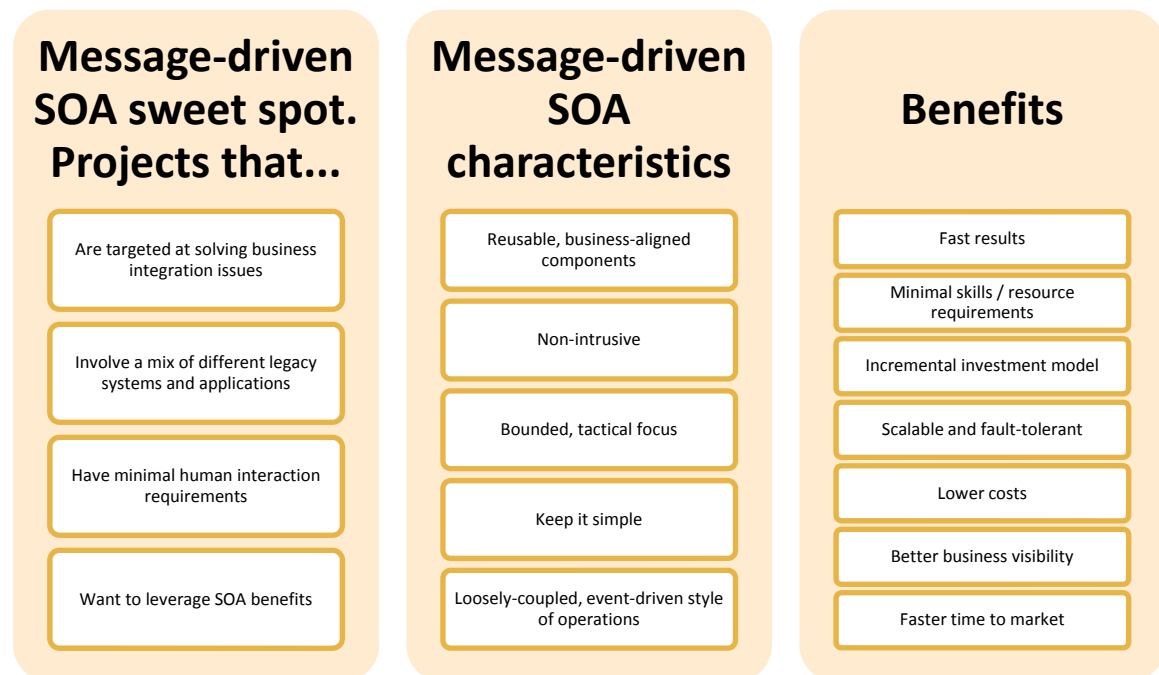 Message-driven
SOA sweet spot.
Projects that...
Are targeted at solving business
integration issues
Involve a mix of different legacy
systems and applications
Have minimal human interaction
requirements
Want to leverage SOA benefits
Message-driven
SOA
characteristics
Reusable, business-aligned
components
Non-intrusive
Bounded, tactical focus
Keep it simple
Loosely-coupled, event-driven style
of operations
Benefits
Fast results
Minimal skills / resource
requirements
Incremental investment model
Scalable and fault-tolerant
Lower costs
Better business visibility
Faster time to market